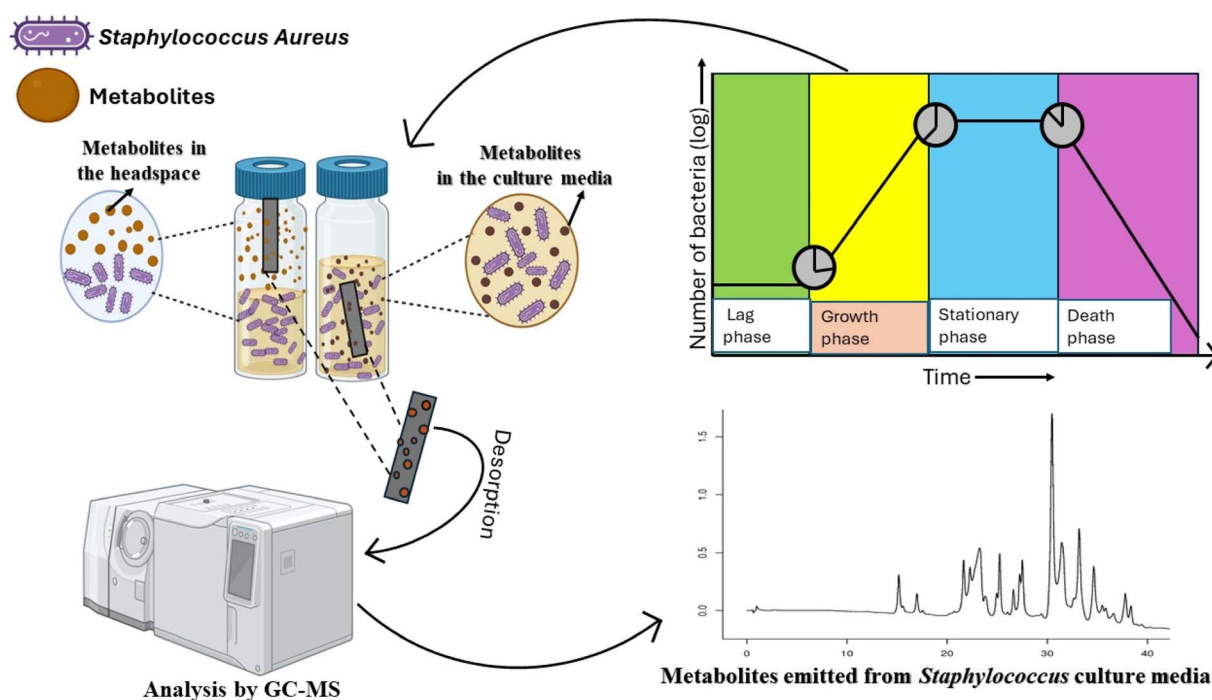 Staphylococcus Aureus
Metabolites
Metabolites in
the headspace
Metabolites
in the culture media
Number of bacteria (log)
Lag
phase
Growth
phase
Stationary
phase
Death
phase
Time
Desorption
Analysis by GC-MS
1.5
1.0
0.5
0.0
0
10
20
30
40
Metabolites emitted from Staphylococcus culture media